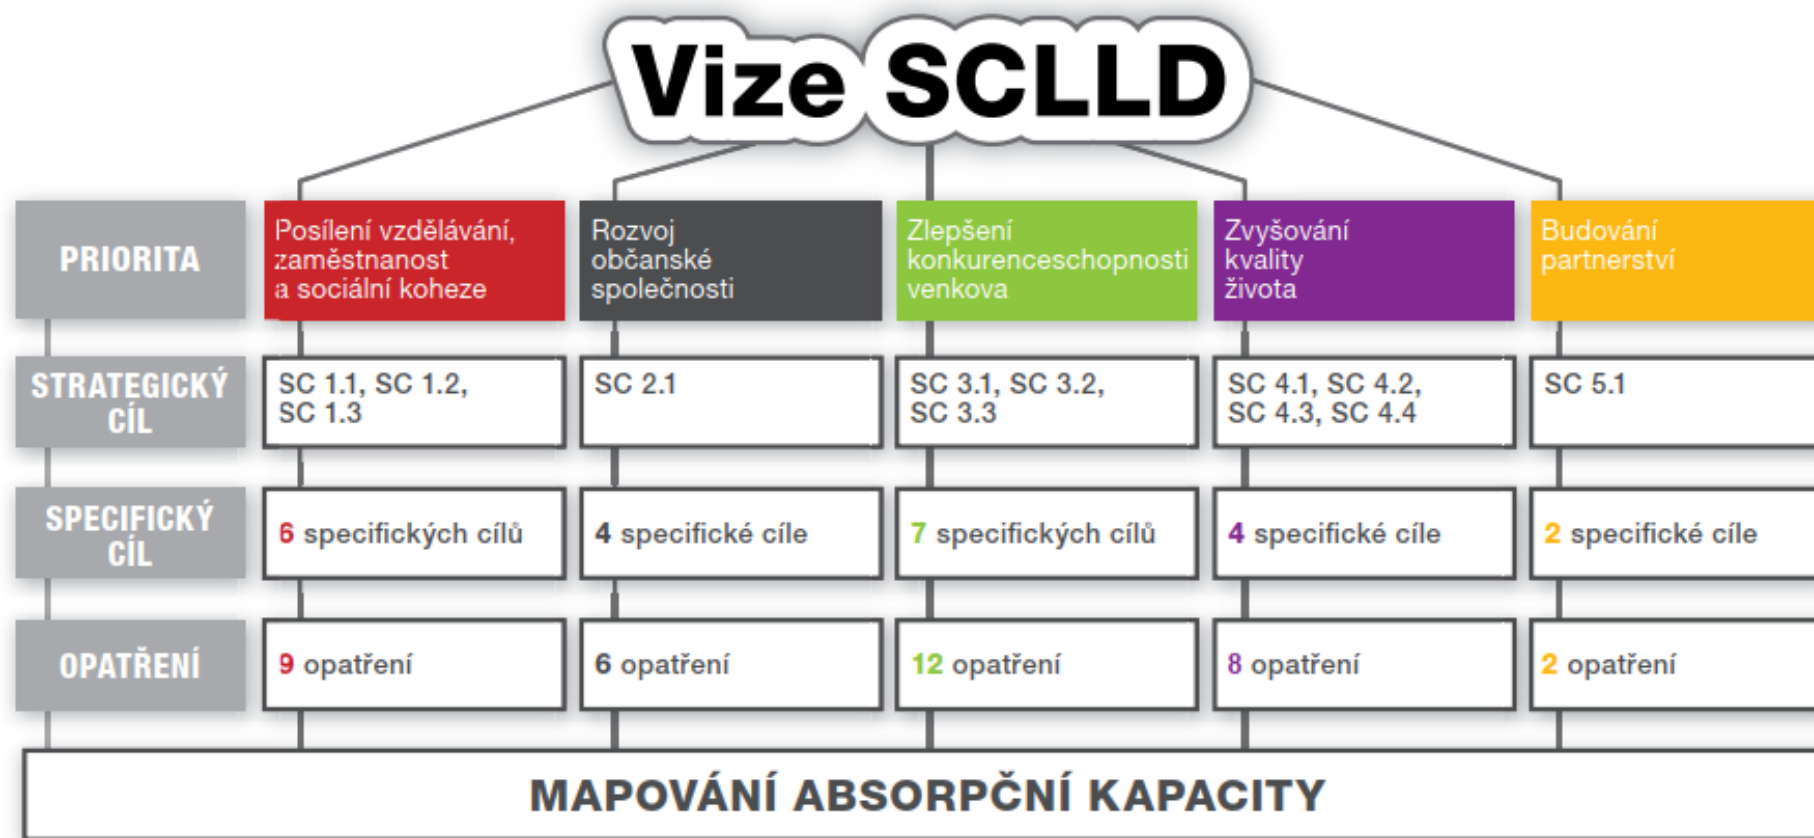 Vize SCLLD
PRIORITA
Posílení vzdělávání,
zaměstnanost
a sociální koheze
Rozvoj
občanské
společnosti
Zlepšení
konkurenceschopnosti
venkova
Zvyšování
kvality
života
Budování
partnerství
STRATEGICKÝ
CÍL
SC 1.1, SC 1.2,
SC 1.3
SC 2.1
SC 3.1, SC 3.2,
SC 3.3
SC 4.1, SC 4.2,
SC 4.3, SC 4.4
SC 5.1
SPECIFICKÝ
CÍL
6 specifických cílů
4 specifické cíle
7 specifických cílů
4 specifické cíle
2 specifické cíle
OPATŘENÍ
9 opatření
6 opatření
12 opatření
8 opatření
2 opatření
MAPOVÁNÍ ABSORPČNÍ KAPACITY